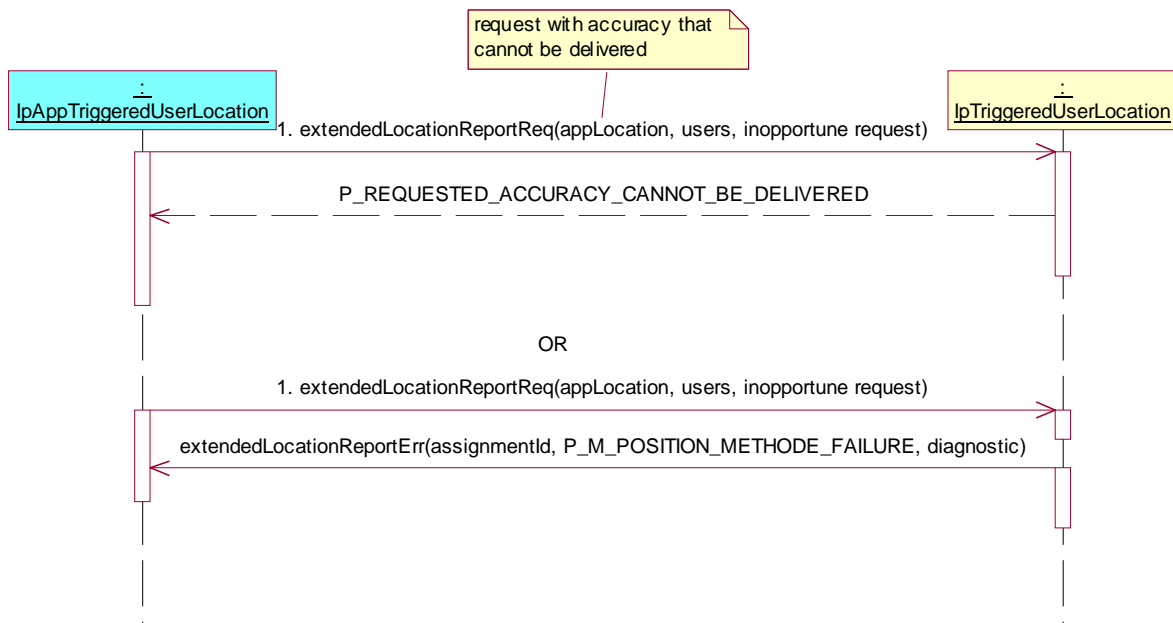 request with accuracy that
cannot be delivered
:
IpAppTriggeredUserLocation
:
IpTriggeredUserLocation
1. extendedLocationReportReq(appLocation, users, inopportune request)
P_REQUESTED_ACCURACY_CANNOT_BE_DELIVERED
OR
1. extendedLocationReportReq(appLocation, users, inopportune request)
extendedLocationReportErr(assignmentId, P_M_POSITION_METHODE_FAILURE, diagnostic)